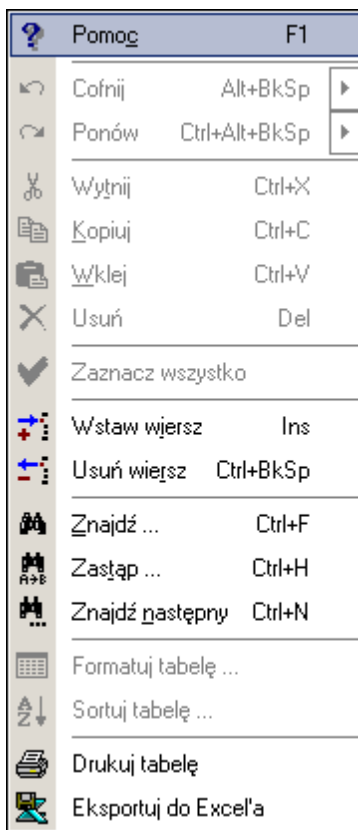 Pomoc F1
Cofnij Alt+BkSp
Ponów Ctrl+Alt+BkSp
Wytnij Ctrl+X
Kopiuj Ctrl+C
Wklej Ctrl+V
Usuń Del
Zaznacz wszystko
Wstaw wiersz Ins
Usuń wiersz Ctrl+BkSp
Znajdź ... Ctrl+F
Zastąp ... Ctrl+H
Znajdź następny Ctrl+N
Formatuj tabelę ...
Sortuj tabelę ...
Drukuj tabelę
Eksportuj do Excel'a